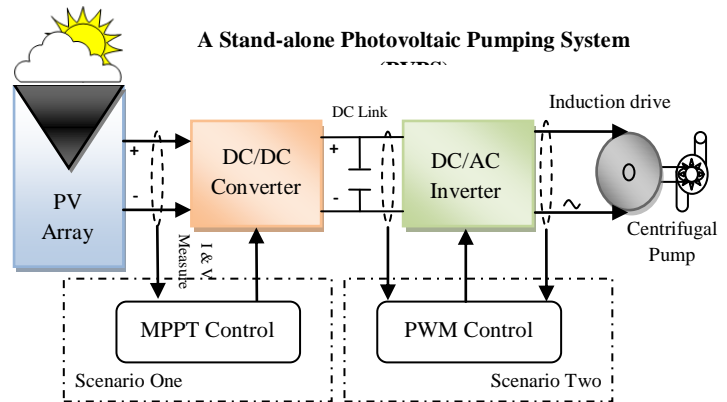 A Stand-alone Photovoltaic Pumping System
DC Link
Induction drive
+
-
DC/DC
Converter
+
-
DC/AC
Inverter
~
PV
Array
Centrifugal
Pump
I & V
Measure
MPPT Control
PWM Control
Scenario One
Scenario Two